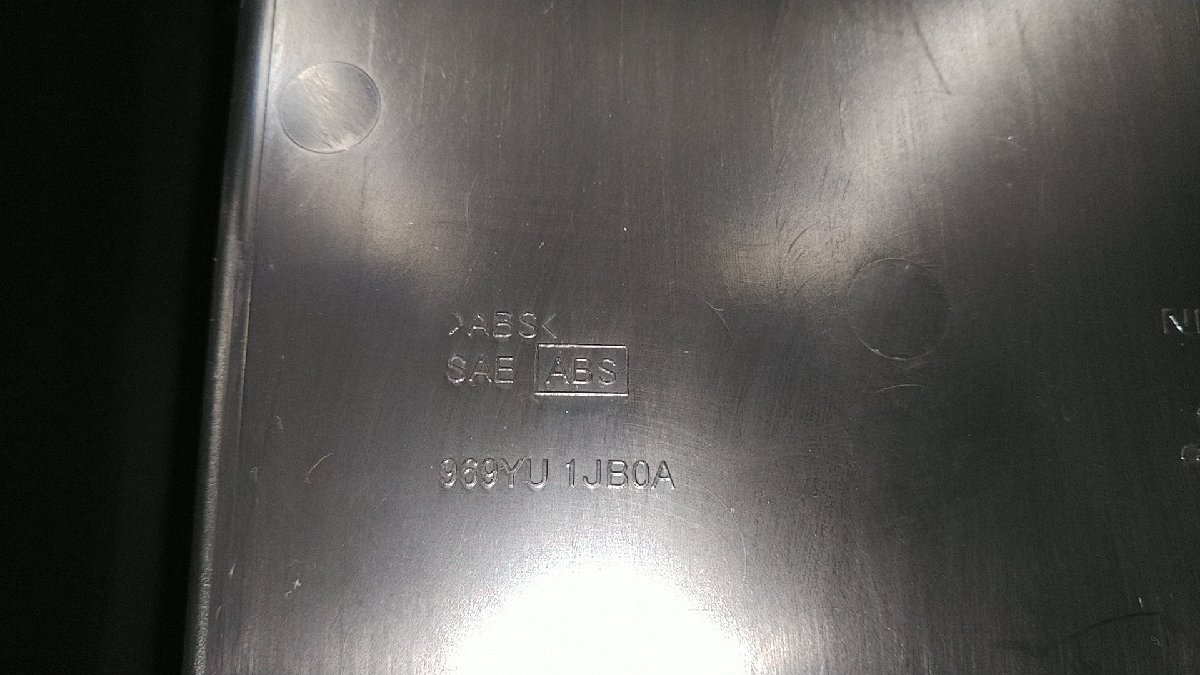 >ABS<
SAE ABS
969YU 1JB0A